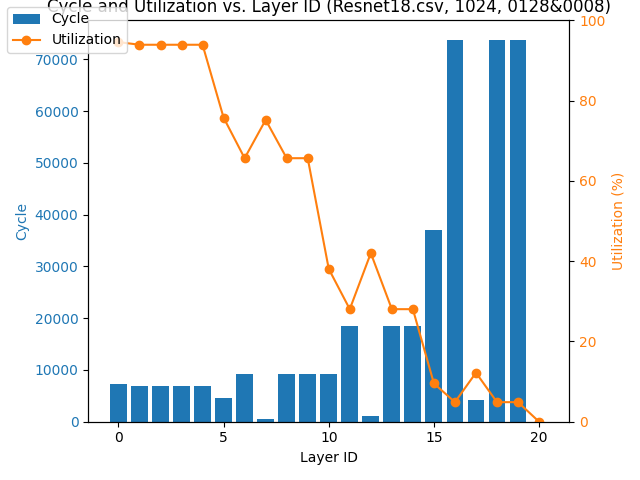 Cycle and Utilization vs. Layer ID (Resnet18.csv, 1024, 0128&0008)
Cycle
Utilization
70000
60000
50000
40000
30000
20000
10000
0
Cycle
100
80
60
40
20
0
Utilization (%)
0 5 10 15 20
Layer ID